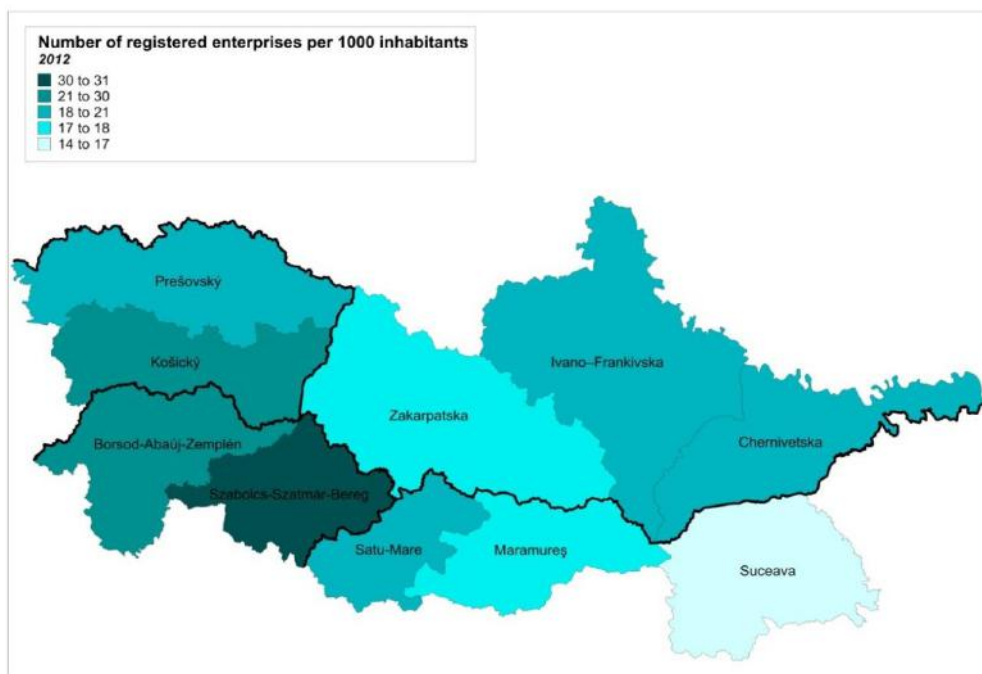 Number of registered enterprises per 1000 inhabitants
2012
30 to 31
21 to 30
18 to 21
17 to 18
14 to 17
Prešovský
Košický
Ivano–Frankivska
Zakarpatska
Borsod-Abaúj-Zemplén
Chernivetska
Szabolcs-Szatmár-Bereg
Satu-Mare
Maramureş
Suceava